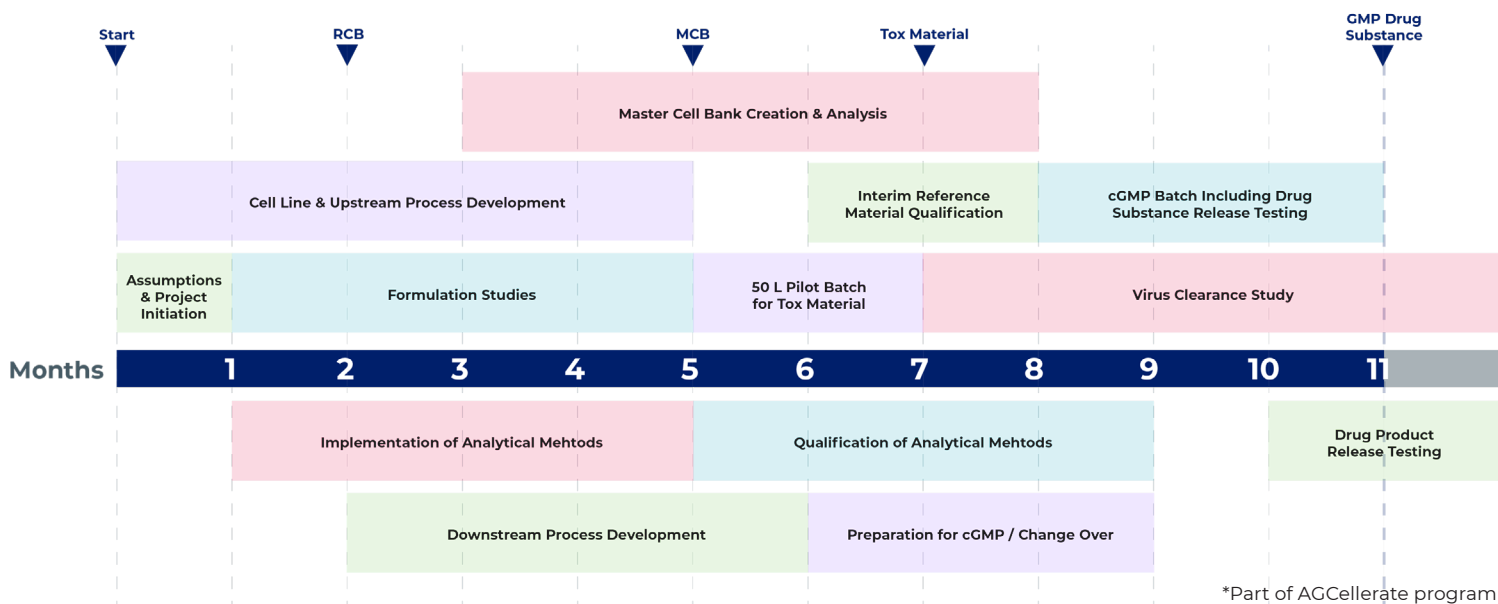 Start
RCB
MCB
Tox Material
GMP Drug
Substance
Master Cell Bank Creation & Analysis
Cell Line & Upstream Process Development
Interim Reference
Material Qualification
cGMP Batch Including Drug
Substance Release Testing
Assumptions
& Project
Initiation
Formulation Studies
50 L Pilot Batch
for Tox Material
Virus Clearance Study
Months 1 2 3 4 5 6 7 8 9 10 11
Implementation of Analytical Mehtods
Qualification of Analytical Mehtods
Drug Product
Release Testing
Downstream Process Development
Preparation for cGMP / Change Over
*Part of AGCellerate program